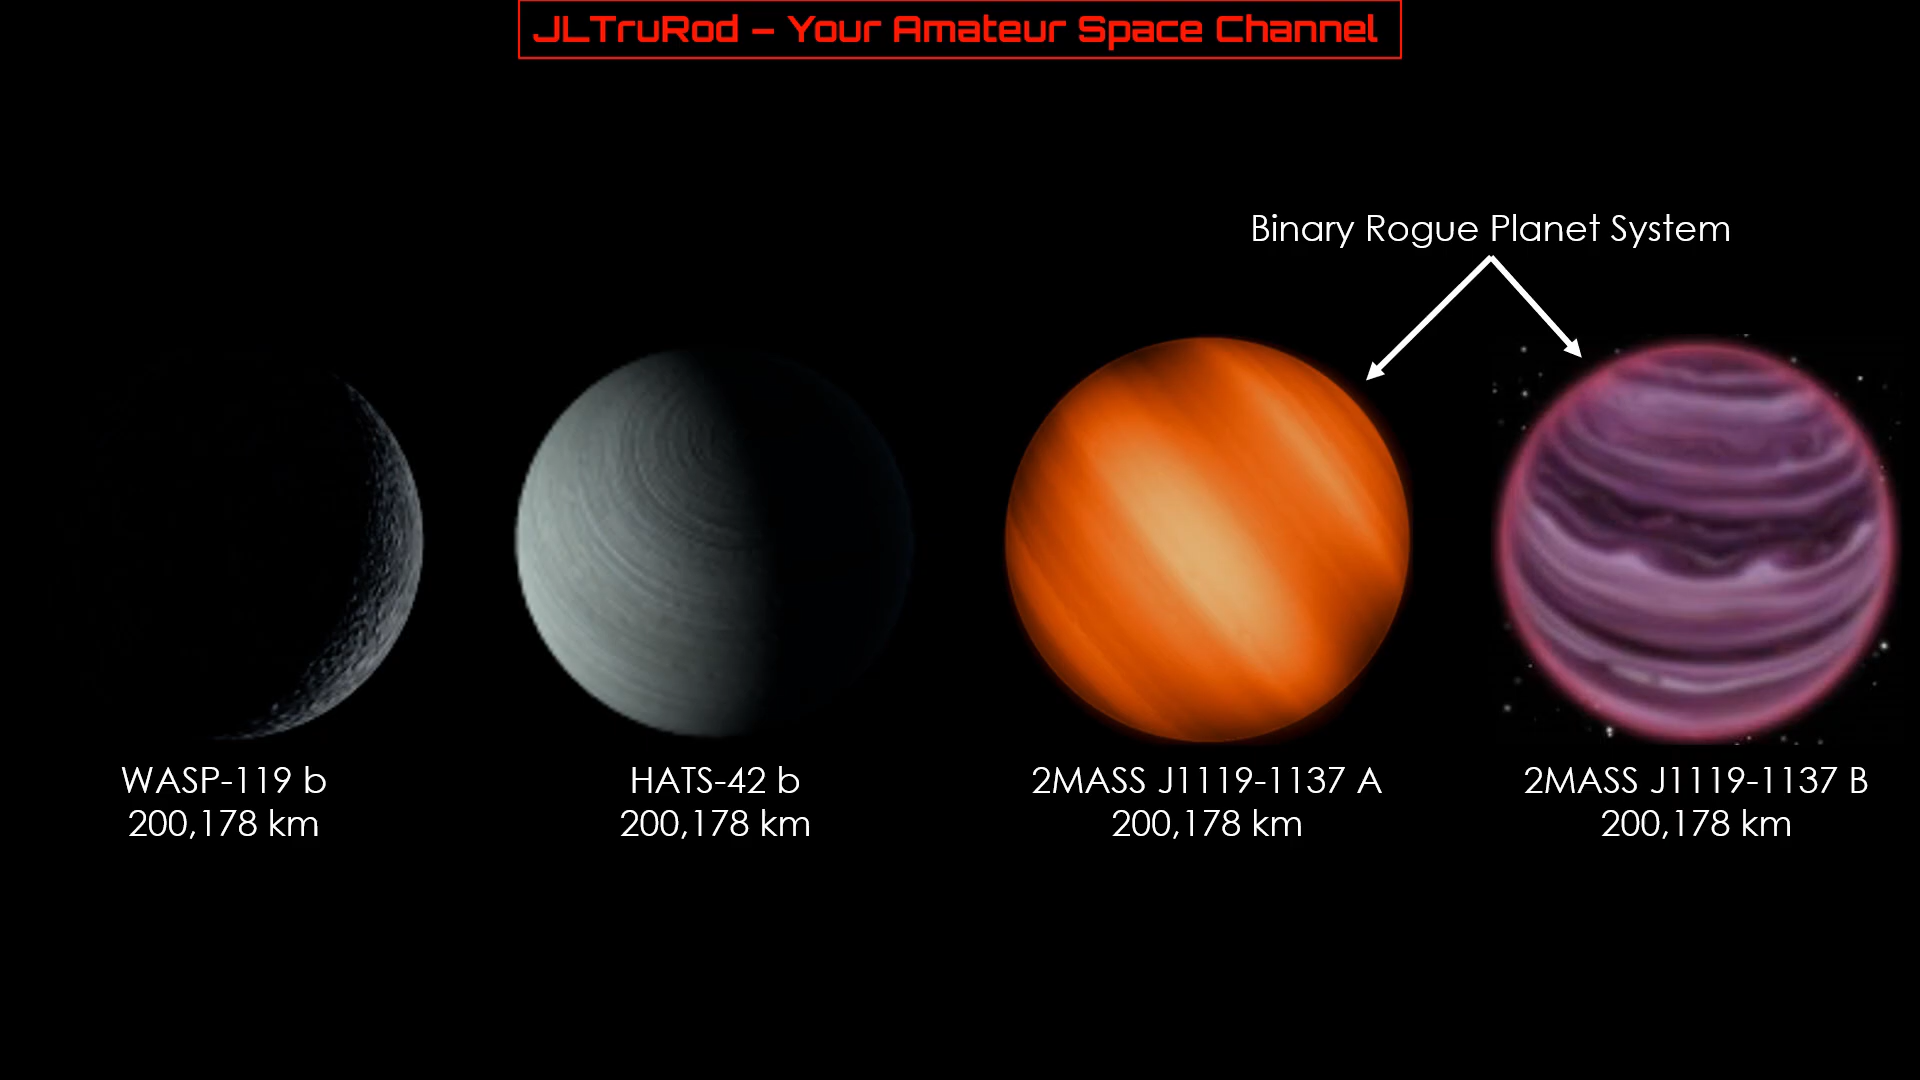 JLTruRod – Your Amateur Space Channel
Binary Rogue Planet System
WASP-119 b
200,178 km
HATS-42 b
200,178 km
2MASS J1119-1137 A
200,178 km
2MASS J1119-1137 B
200,178 km